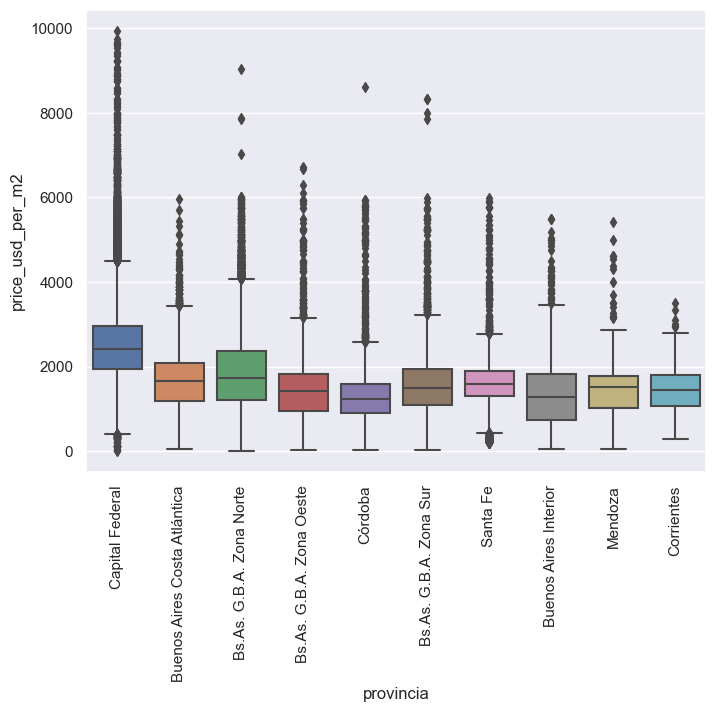 10000
8000
6000
4000
2000
0
price_usd_per_m2
Capital Federal
Buenos Aires Costa Atlántica
Bs.As. G.B.A. Zona Norte
Bs.As. G.B.A. Zona Oeste
Córdoba
Bs.As. G.B.A. Zona Sur
Santa Fe
Buenos Aires Interior
Mendoza
Corrientes
provincia